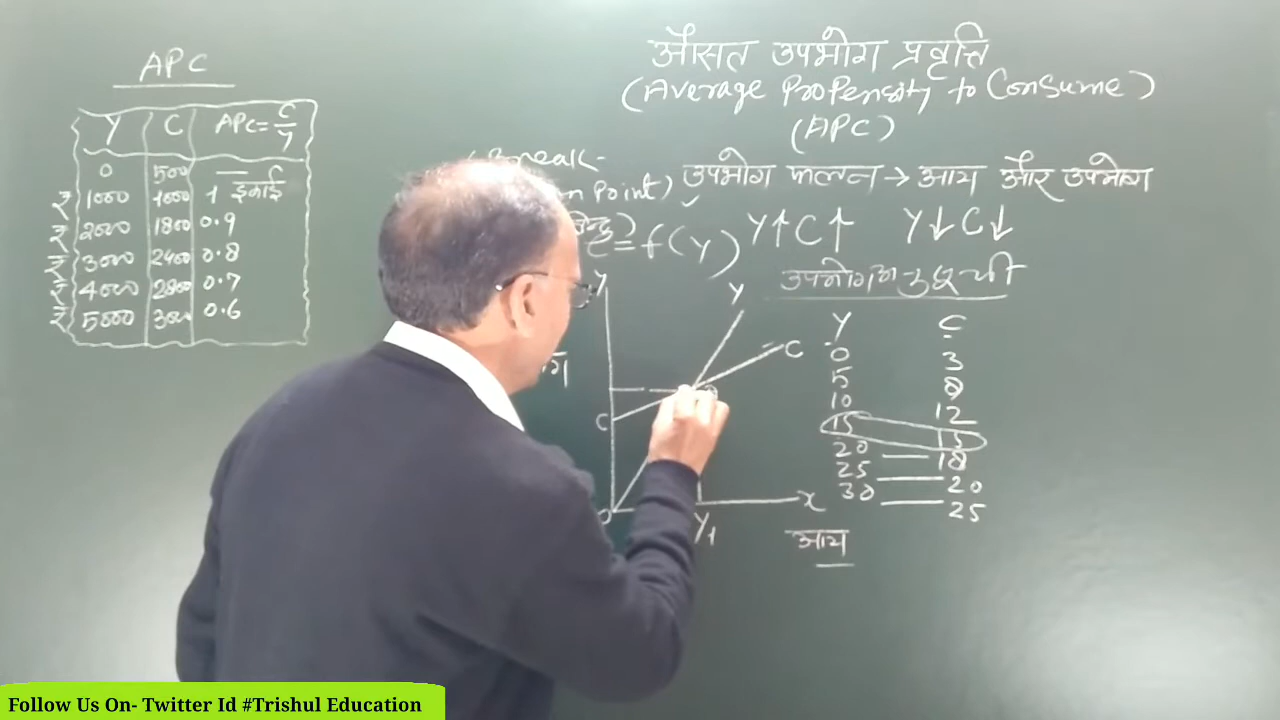 APC
Y C APC = C/Y
0 500 —
₹ 1000 1000 1 इकाई
₹ 2000 1800 0.9
₹ 3000 2400 0.8
₹ 4000 2800 0.7
₹ 5000 3000 0.6
औसत उपभोग प्रवृत्ति
(Average Propensity to Consume)
(APC)
(Break-
Point)
उपभोग फलन → आय और उपभोग
C = f(Y) Y↑ C↑ Y↓ C↓
उपभोग अनुसूची
Y C
0 3
5 8
10 12
15 15
20 — 18
25 — 20
30 — 25
Y
Y
C
C
O
Y1
X
आय
Follow Us On- Twitter Id #Trishul Education